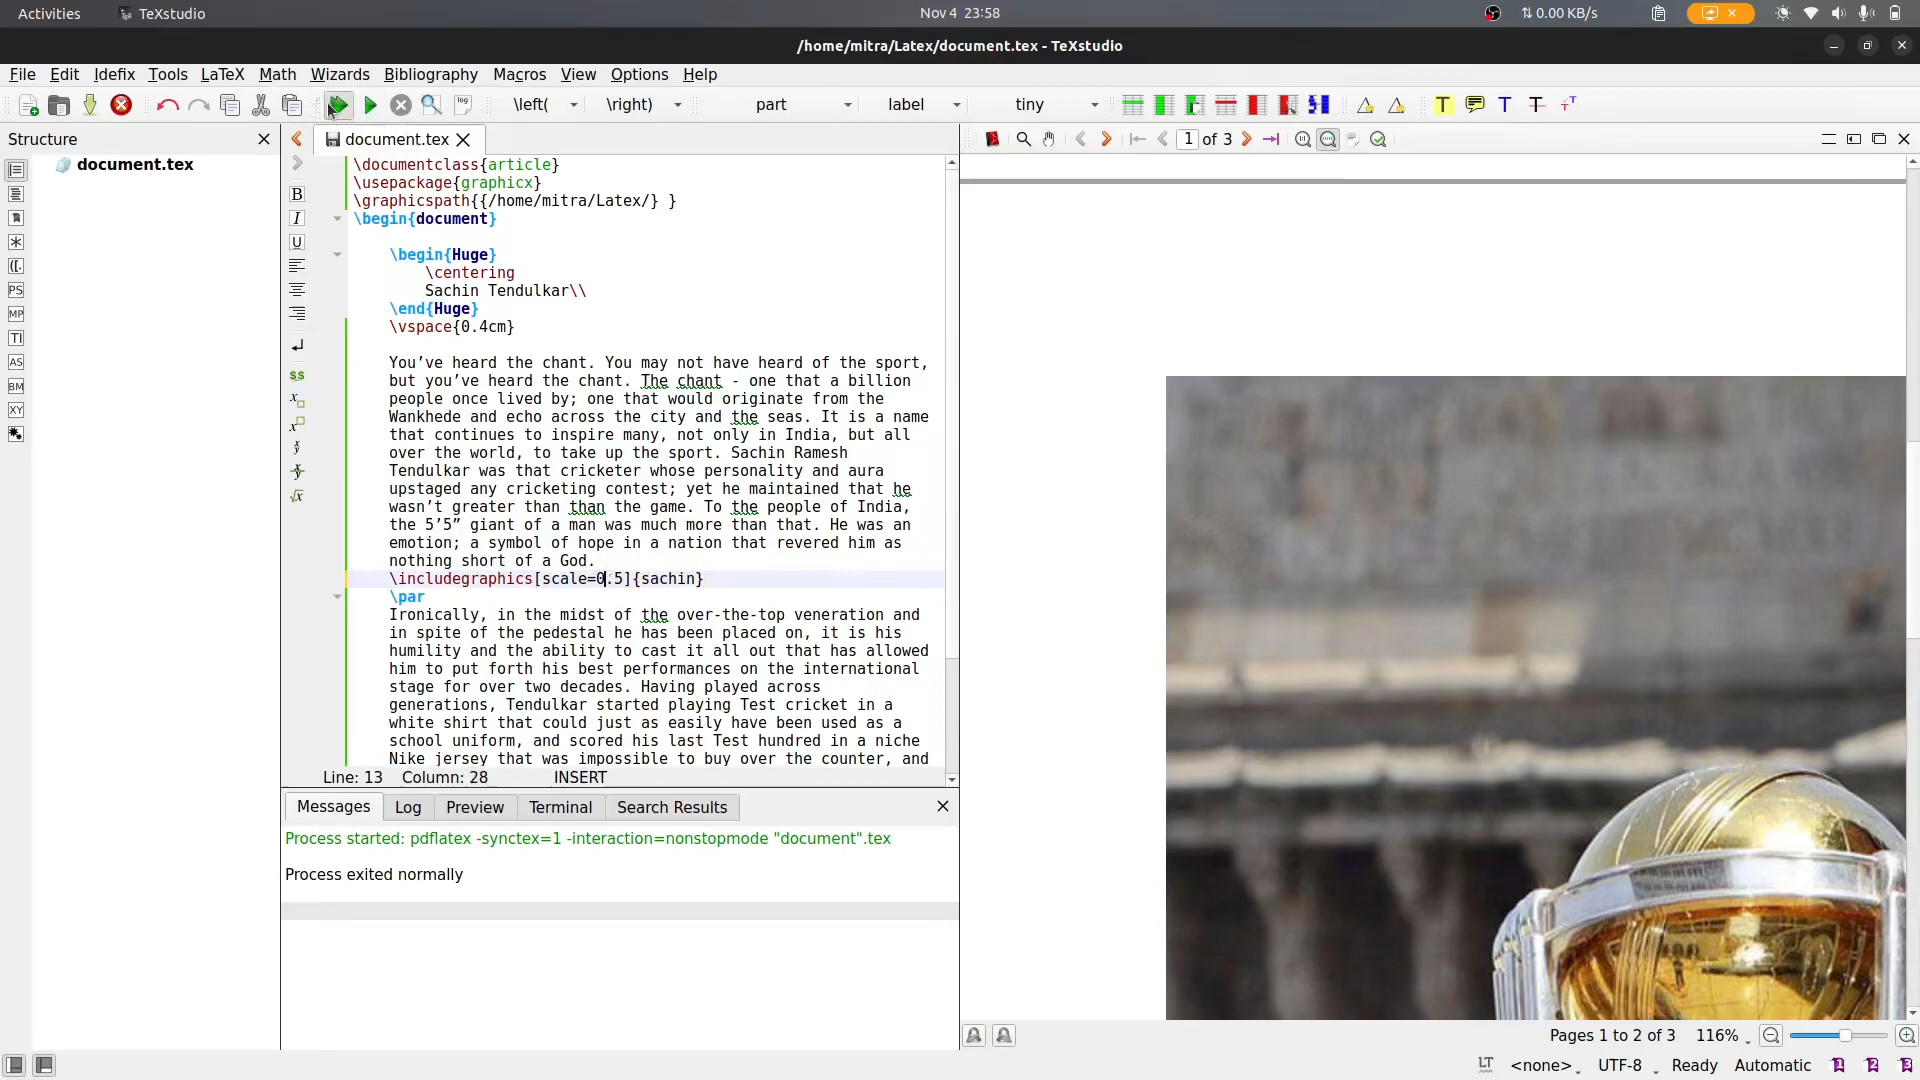 Activities TeXstudio Nov 4 23:58 0.00 KB/s
/home/mitra/Latex/document.tex - TeXstudio
File Edit Idefix Tools LaTeX Math Wizards Bibliography Macros View Options Help
\left( \right) part label tiny
Structure document.tex 1 of 3
document.tex
\documentclass{article}
\usepackage{graphicx}
\graphicspath{{/home/mitra/Latex/} }
\begin{document}
\begin{Huge}
\centering
Sachin Tendulkar\\
\end{Huge}
\vspace{0.4cm}
You’ve heard the chant. You may not have heard of the sport,
but you’ve heard the chant. The chant - one that a billion
people once lived by; one that would originate from the
Wankhede and echo across the city and the seas. It is a name
that continues to inspire many, not only in India, but all
over the world, to take up the sport. Sachin Ramesh
Tendulkar was that cricketer whose personality and aura
upstaged any cricketing contest; yet he maintained that he
wasn’t greater than than the game. To the people of India,
the 5’5” giant of a man was much more than that. He was an
emotion; a symbol of hope in a nation that revered him as
nothing short of a God.
\includegraphics[scale=0.5]{sachin}
\par
Ironically, in the midst of the over-the-top veneration and
in spite of the pedestal he has been placed on, it is his
humility and the ability to cast it all out that has allowed
him to put forth his best performances on the international
stage for over two decades. Having played across
generations, Tendulkar started playing Test cricket in a
white shirt that could just as easily have been used as a
school uniform, and scored his last Test hundred in a niche
Nike jersey that was impossible to buy over the counter, and
Line: 13 Column: 28 INSERT
Messages Log Preview Terminal Search Results
Process started: pdflatex -synctex=1 -interaction=nonstopmode "document".tex
Process exited normally
Pages 1 to 2 of 3 116%
LT <none> UTF-8 Ready Automatic